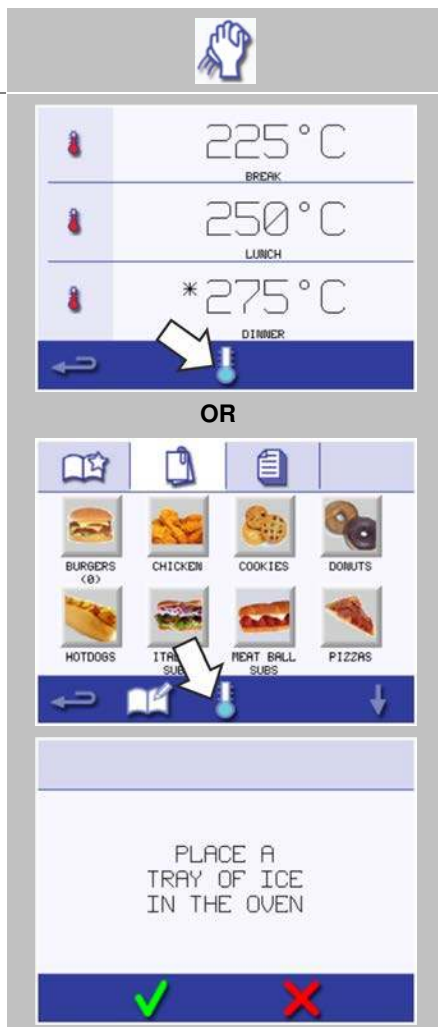 225°C
BREAK
250°C
LUNCH
*275°C
DINNER
OR
BURGERS CHICKEN COOKIES DONUTS
(0)
HOTDOGS MEAT BALL PIZZAS
SUBS
PLACE A
TRAY OF ICE
IN THE OVEN